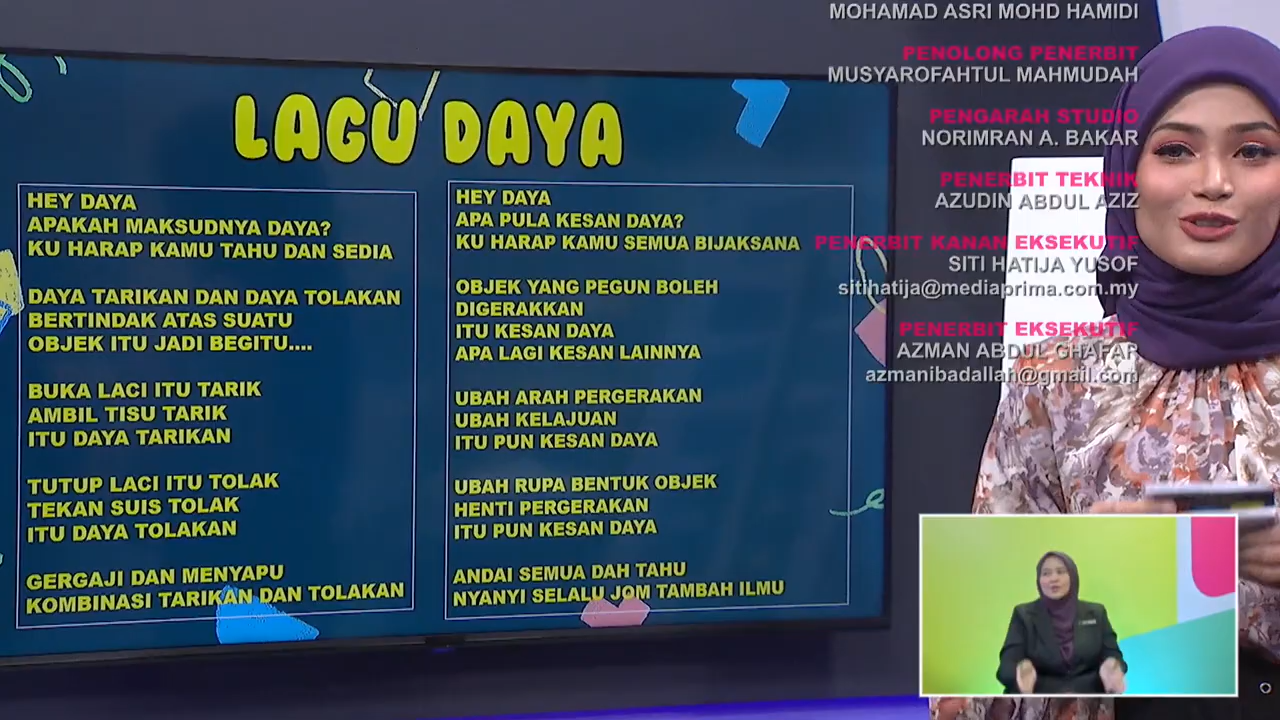 LAGU DAYA
HEY DAYA
APAKAH MAKSUDNYA DAYA?
KU HARAP KAMU TAHU DAN SEDIA
DAYA TARIKAN DAN DAYA TOLAKAN
BERTINDAK ATAS SUATU
OBJEK ITU JADI BEGITU....
BUKA LACI ITU TARIK
AMBIL TISU TARIK
ITU DAYA TARIKAN
TUTUP LACI ITU TOLAK
TEKAN SUIS TOLAK
ITU DAYA TOLAKAN
GERGAJI DAN MENYAPU
KOMBINASI TARIKAN DAN TOLAKAN
HEY DAYA
APA PULA KESAN DAYA?
KU HARAP KAMU SEMUA BIJAKSANA
OBJEK YANG PEGUN BOLEH
DIGERAKKAN
ITU KESAN DAYA
APA LAGI KESAN LAINNYA
UBAH ARAH PERGERAKAN
UBAH KELAJUAN
ITU PUN KESAN DAYA
UBAH RUPA BENTUK OBJEK
HENTI PERGERAKAN
ITU PUN KESAN DAYA
ANDAI SEMUA DAH TAHU
NYANYI SELALU JOM TAMBAH ILMU
MOHAMAD ASRI MOHD HAMIDI
PENOLONG PENERBIT
MUSYAROFAHTUL MAHMUDAH
PENGARAH STUDIO
NORIMRAN A. BAKAR
PENERBIT TEKNIK
AZUDIN ABDUL AZIZ
PENERBIT KANAN EKSEKUTIF
SITI HATIJA YUSOF
sitihatija@mediaprima.com.my
PENERBIT EKSEKUTIF
AZMAN ABDUL GHAFAR
azmanibadallah@gmail.com